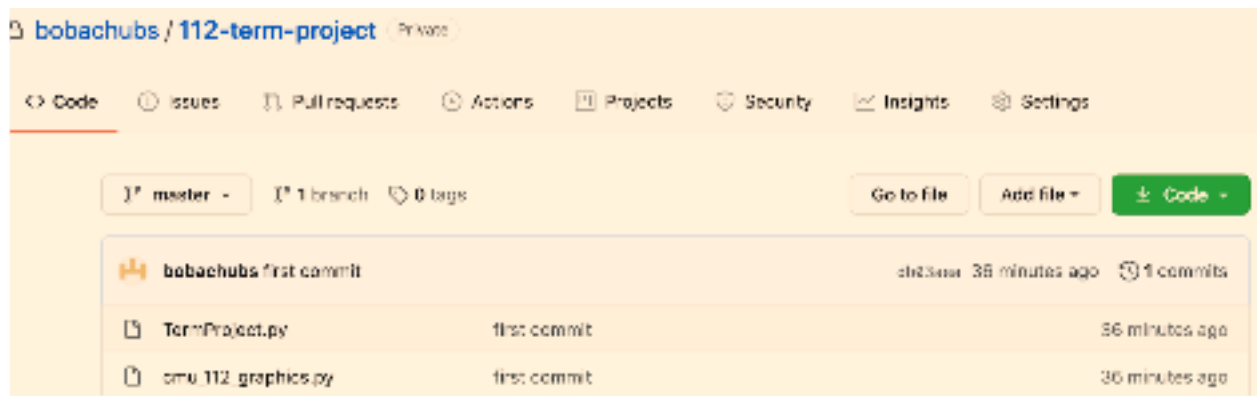 bobachubs / 112-term-project Private
<> Code Issues Pull requests Actions Projects Security Insights Settings
master 1 branch 0 tags Go to file Add file Code
bobachubs first commit 36 minutes ago 1 commits
TermProject.py first commit 36 minutes ago
cmu_112_graphics.py first commit 36 minutes ago